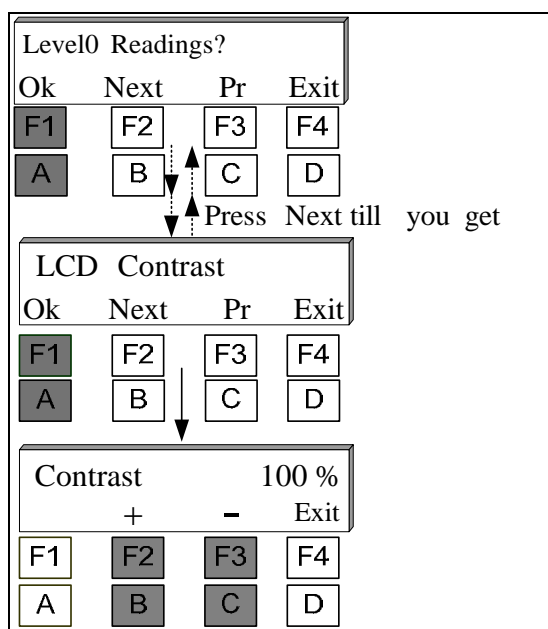 Level0 Readings?
Ok Next Pr Exit
F1 F2 F3 F4
A B C D
Press Next till you get
LCD Contrast
Ok Next Pr Exit
F1 F2 F3 F4
A B C D
Contrast 100 %
+ - Exit
F1 F2 F3 F4
A B C D